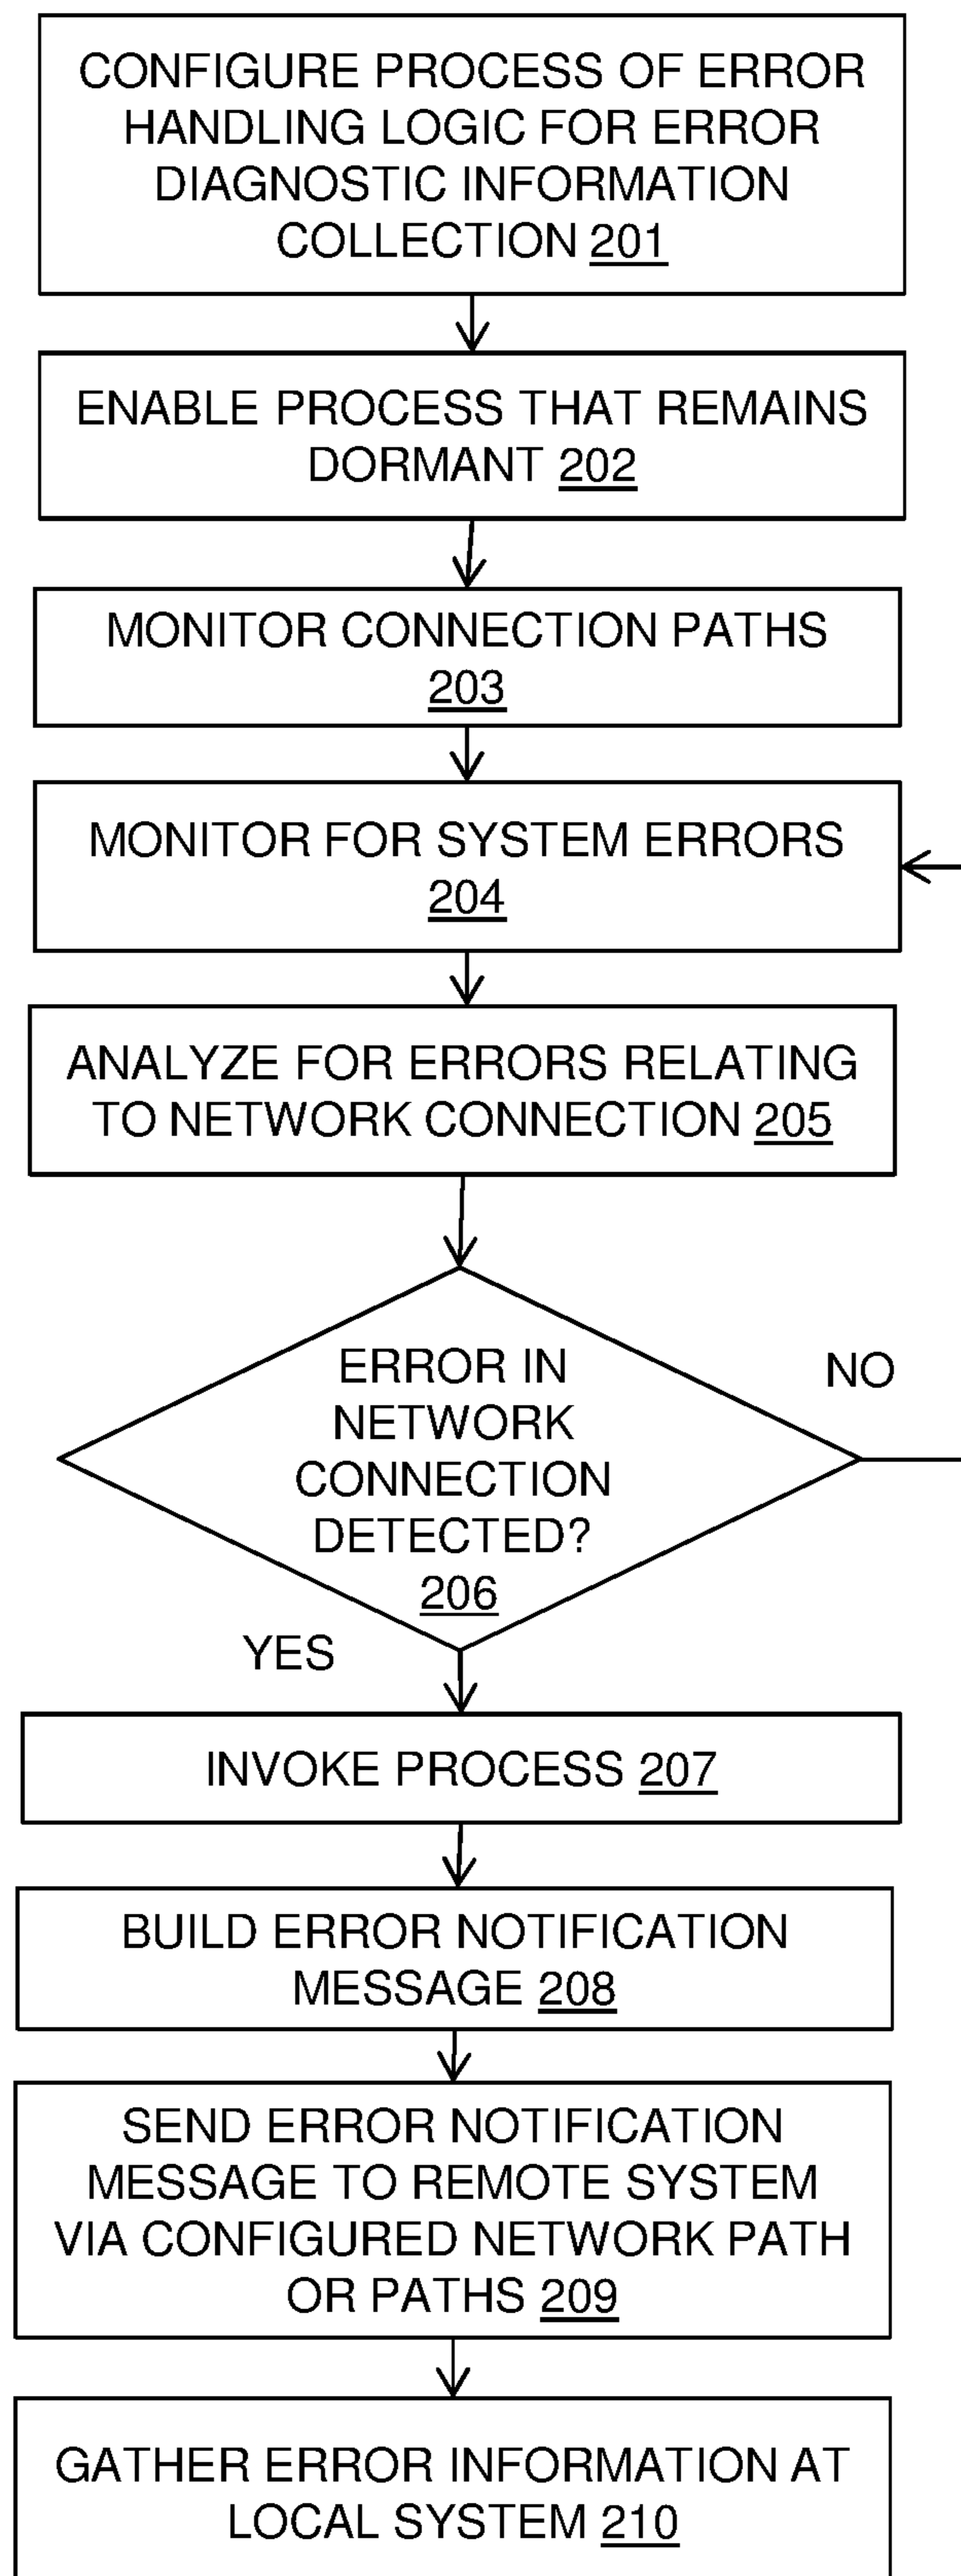 CONFIGURE PROCESS OF ERROR
HANDLING LOGIC FOR ERROR
DIAGNOSTIC INFORMATION
COLLECTION 201
ENABLE PROCESS THAT REMAINS
DORMANT 202
MONITOR CONNECTION PATHS
203
MONITOR FOR SYSTEM ERRORS
204
ANALYZE FOR ERRORS RELATING
TO NETWORK CONNECTION 205
ERROR IN
NETWORK
CONNECTION
DETECTED?
206
NO
YES
INVOKE PROCESS 207
BUILD ERROR NOTIFICATION
MESSAGE 208
SEND ERROR NOTIFICATION
MESSAGE TO REMOTE SYSTEM
VIA CONFIGURED NETWORK PATH
OR PATHS 209
GATHER ERROR INFORMATION AT
LOCAL SYSTEM 210